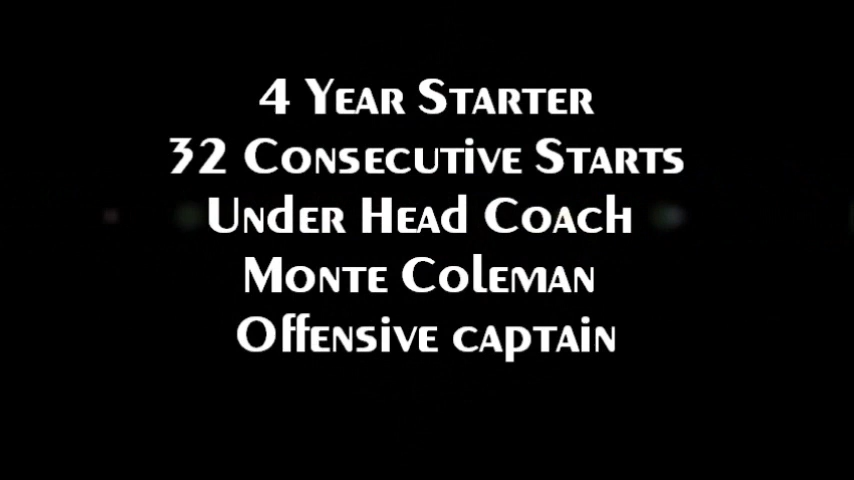 4 Year Starter
32 Consecutive Starts
Under Head Coach
Monte Coleman
Offensive captain